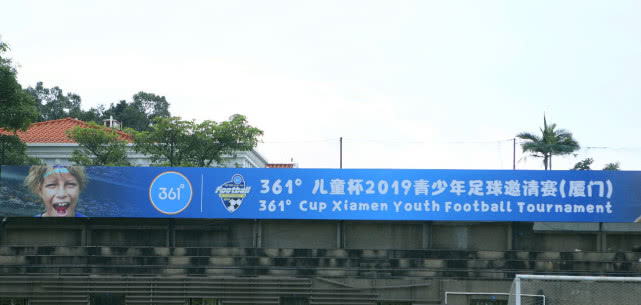 361°
Football
361° 儿童杯2019青少年足球邀请赛(厦门)
361° Cup Xiamen Youth Football Tournament